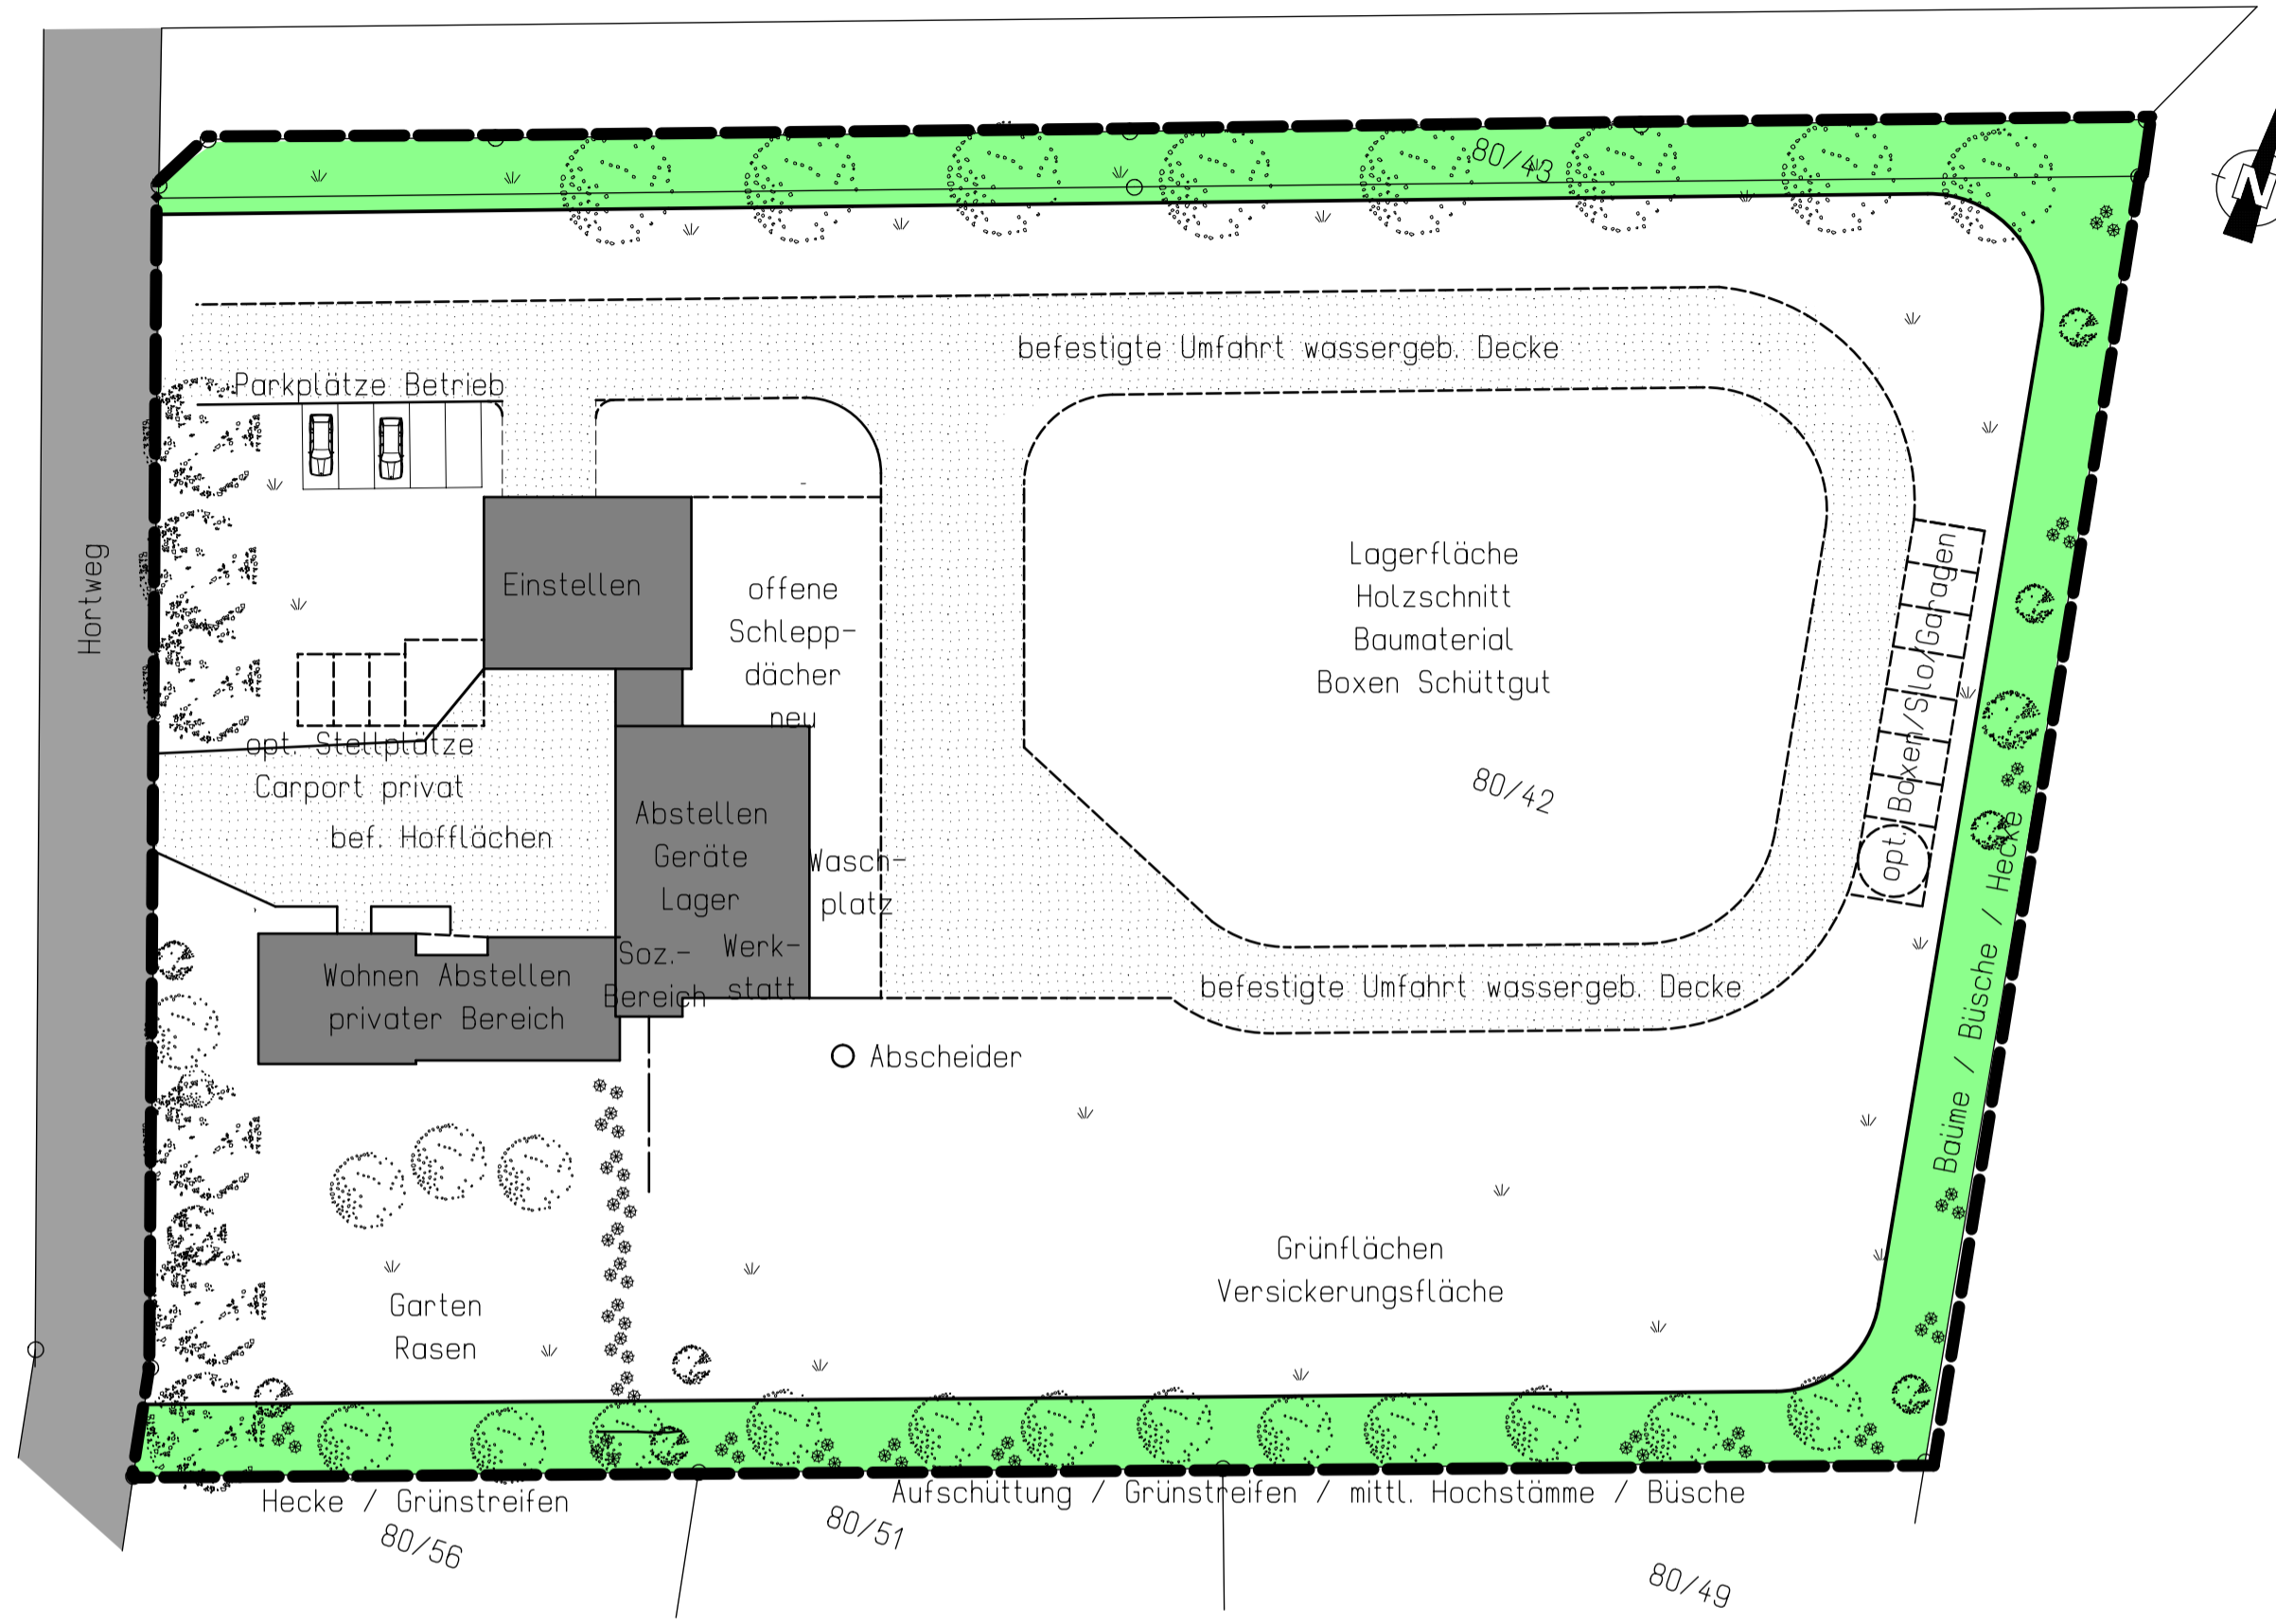 80/43
N
befestigte Umfahrt wassergeb. Decke
Parkplätze Betrieb
Hortweg
Einstellen
offene
Schlepp-
dächer
neu
Lagerfläche
Holzschnitt
Baumaterial
Boxen Schüttgut
80/42
opt. Boxen/Silo/Garagen
opt. Stellplätze
Carport privat
bef. Hofflächen
Abstellen
Geräte
Lager
Wasch-
platz
Soz.-
Bereich
Werk-
statt
Wohnen Abstellen
privater Bereich
befestigte Umfahrt wassergeb. Decke
Abscheider
Baüme / Büsche / Hecke
Grünflächen
Versickerungsfläche
Garten
Rasen
Hecke / Grünstreifen
Aufschüttung / Grünstreifen / mittl. Hochstämme / Büsche
80/56
80/51
80/49